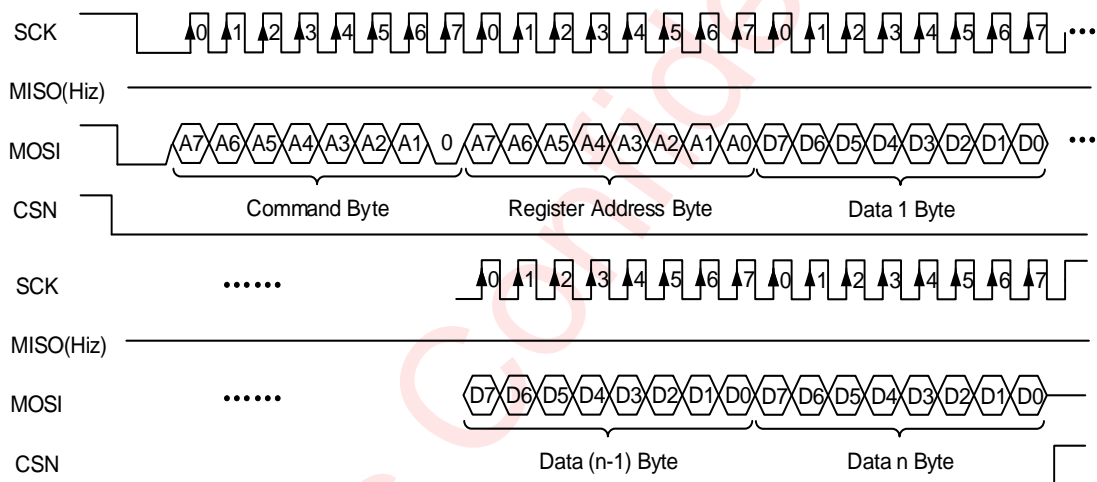 SCK 0 1 2 3 4 5 6 7 0 1 2 3 4 5 6 7 0 1 2 3 4 5 6 7 •••
MISO(Hiz)
MOSI A7 A6 A5 A4 A3 A2 A1 0 A7 A6 A5 A4 A3 A2 A1 A0 D7 D6 D5 D4 D3 D2 D1 D0 •••
CSN Command Byte Register Address Byte Data 1 Byte
SCK •••••• 0 1 2 3 4 5 6 7 0 1 2 3 4 5 6 7
MISO(Hiz)
MOSI •••••• D7 D6 D5 D4 D3 D2 D1 D0 D7 D6 D5 D4 D3 D2 D1 D0
CSN Data (n-1) Byte Data n Byte